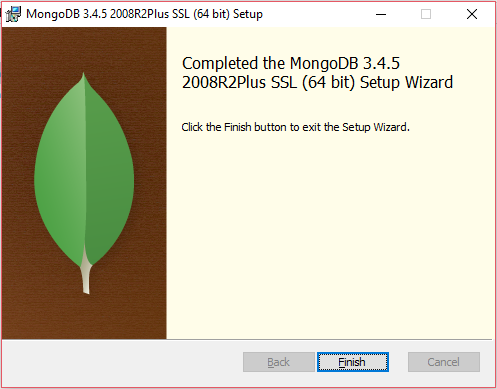 MongoDB 3.4.5 2008R2Plus SSL (64 bit) Setup
Completed the MongoDB 3.4.5
2008R2Plus SSL (64 bit) Setup Wizard
Click the Finish button to exit the Setup Wizard.
Back
Finish
Cancel